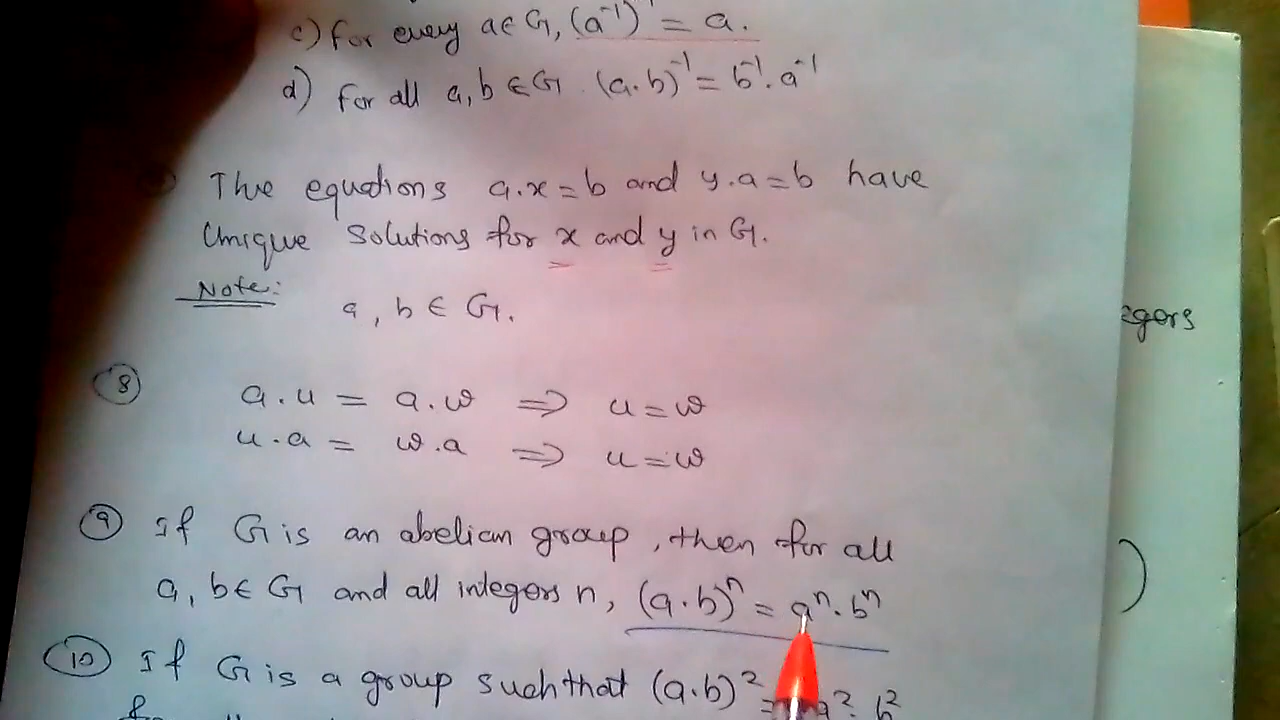 c) for every a ∈ G, (a⁻¹)⁻¹ = a.
d) for all a, b ∈ G. (a.b)⁻¹ = b⁻¹. a⁻¹
The equations a.x = b and y.a = b have
Unique Solutions for x and y in G.
Note:
a, b ∈ G.
⑧ a.u = a.w ⇒ u = w
u.a = w.a ⇒ u = w
⑨ If G is an abelian group, then for all
a, b ∈ G and all integers n, (a.b)ⁿ = aⁿ. bⁿ
⑩ If G is a group such that (a.b)² = a². b²
egers
)